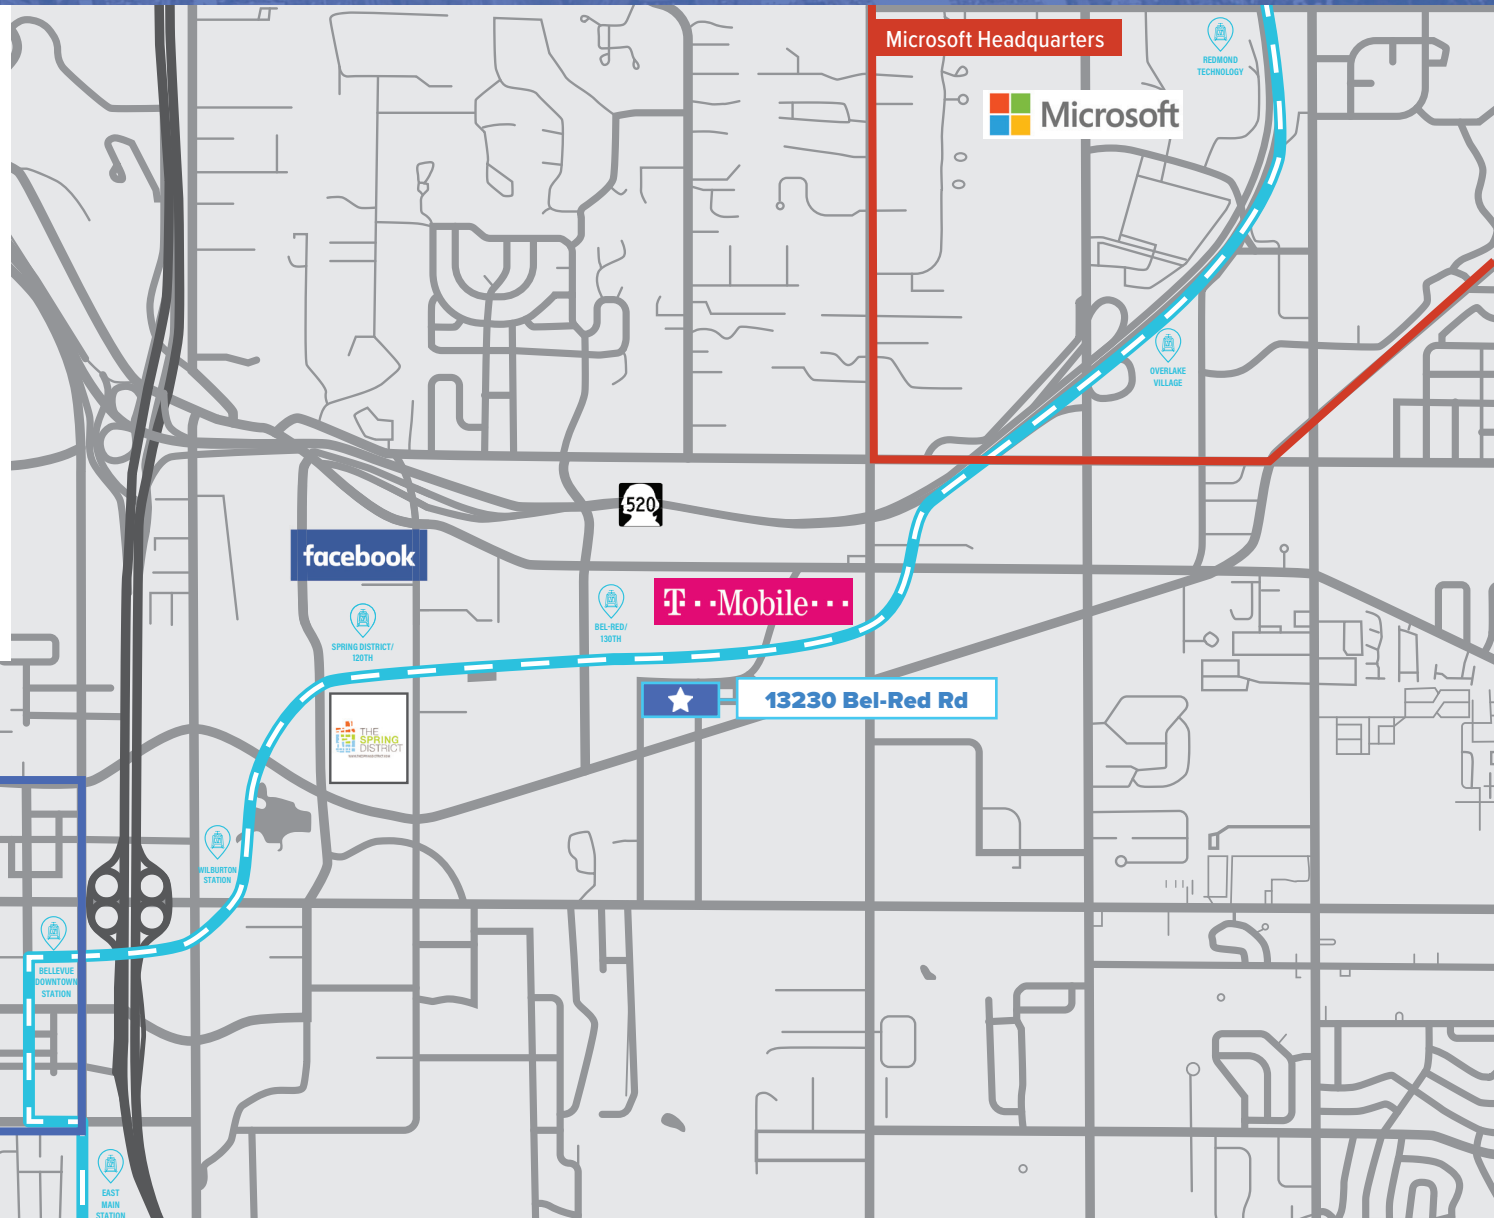 Microsoft Headquarters
REDMOND
TECHNOLOGY
Microsoft
OVERLAKE
VILLAGE
520
facebook
T··Mobile···
BEL-RED/
130TH
SPRING DISTRICT/
120TH
13230 Bel-Red Rd
THE
SPRING
DISTRICT
WILBURTON
STATION
BELLEVUE
DOWNTOWN
STATION
EAST
MAIN
STATION